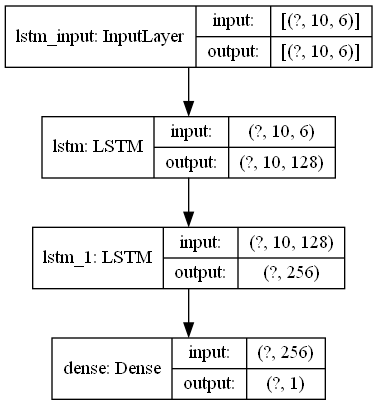 lstm_input: InputLayer
input: [(?, 10, 6)]
output: [(?, 10, 6)]
lstm: LSTM
input: (?, 10, 6)
output: (?, 10, 128)
lstm_1: LSTM
input: (?, 10, 128)
output: (?, 256)
dense: Dense
input: (?, 256)
output: (?, 1)